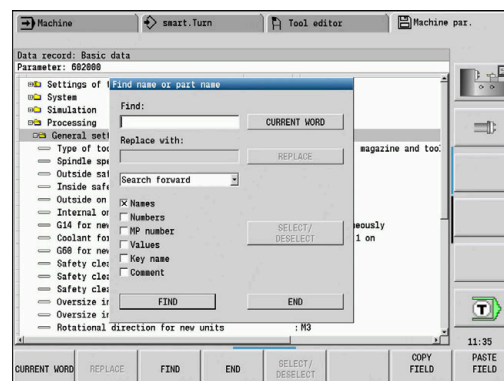 Machine
smart.Turn
Tool editor
Machine par.
Data record: Basic data
Parameter: 602000
Settings of
System
Simulation
Processing
General sett
Type of too
magazine and tool
Spindle spe
Outside saf
Inside safe
Outside on
Internal on
G14 for new
eously
Coolant for
1 on
G60 for new
Safety clea
Safety clea
Safety clea
Oversize in
Oversize in
Rotational direction for new units : M3
Find name or part name
Find:
CURRENT WORD
Replace with:
REPLACE
Search forward
Names
Numbers
MP number
Values
Key name
Comment
SELECT/
DESELECT
FIND
END
T
11:35
CURRENT WORD
REPLACE
FIND
END
SELECT/
DESELECT
COPY
FIELD
PASTE
FIELD